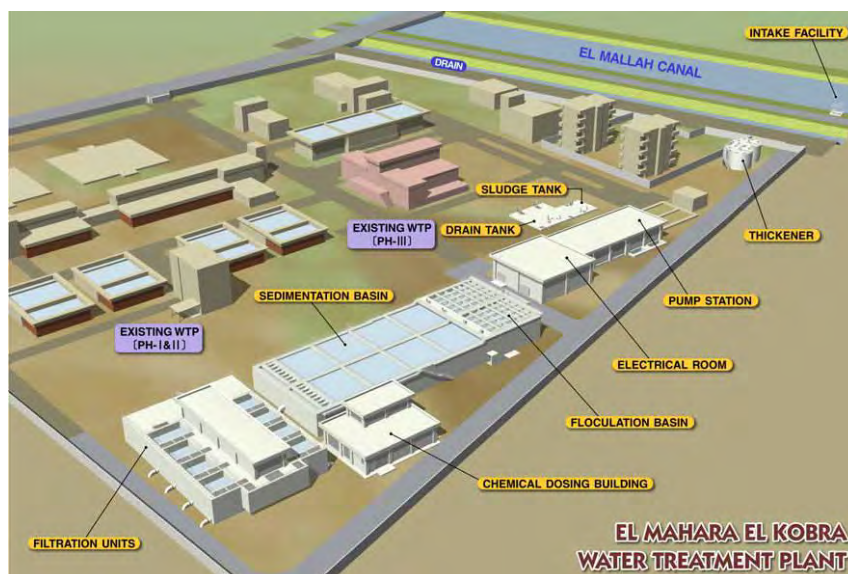 INTAKE FACILITY
EL MALLAH CANAL
DRAIN
SLUDGE TANK
EXISTING WTP
(PH-III)
DRAIN TANK
THICKENER
SEDIMENTATION BASIN
PUMP STATION
EXISTING WTP
(PH-I&II)
ELECTRICAL ROOM
FLOCULATION BASIN
CHEMICAL DOSING BUILDING
FILTRATION UNITS
EL MAHARA EL KOBRA
WATER TREATMENT PLANT